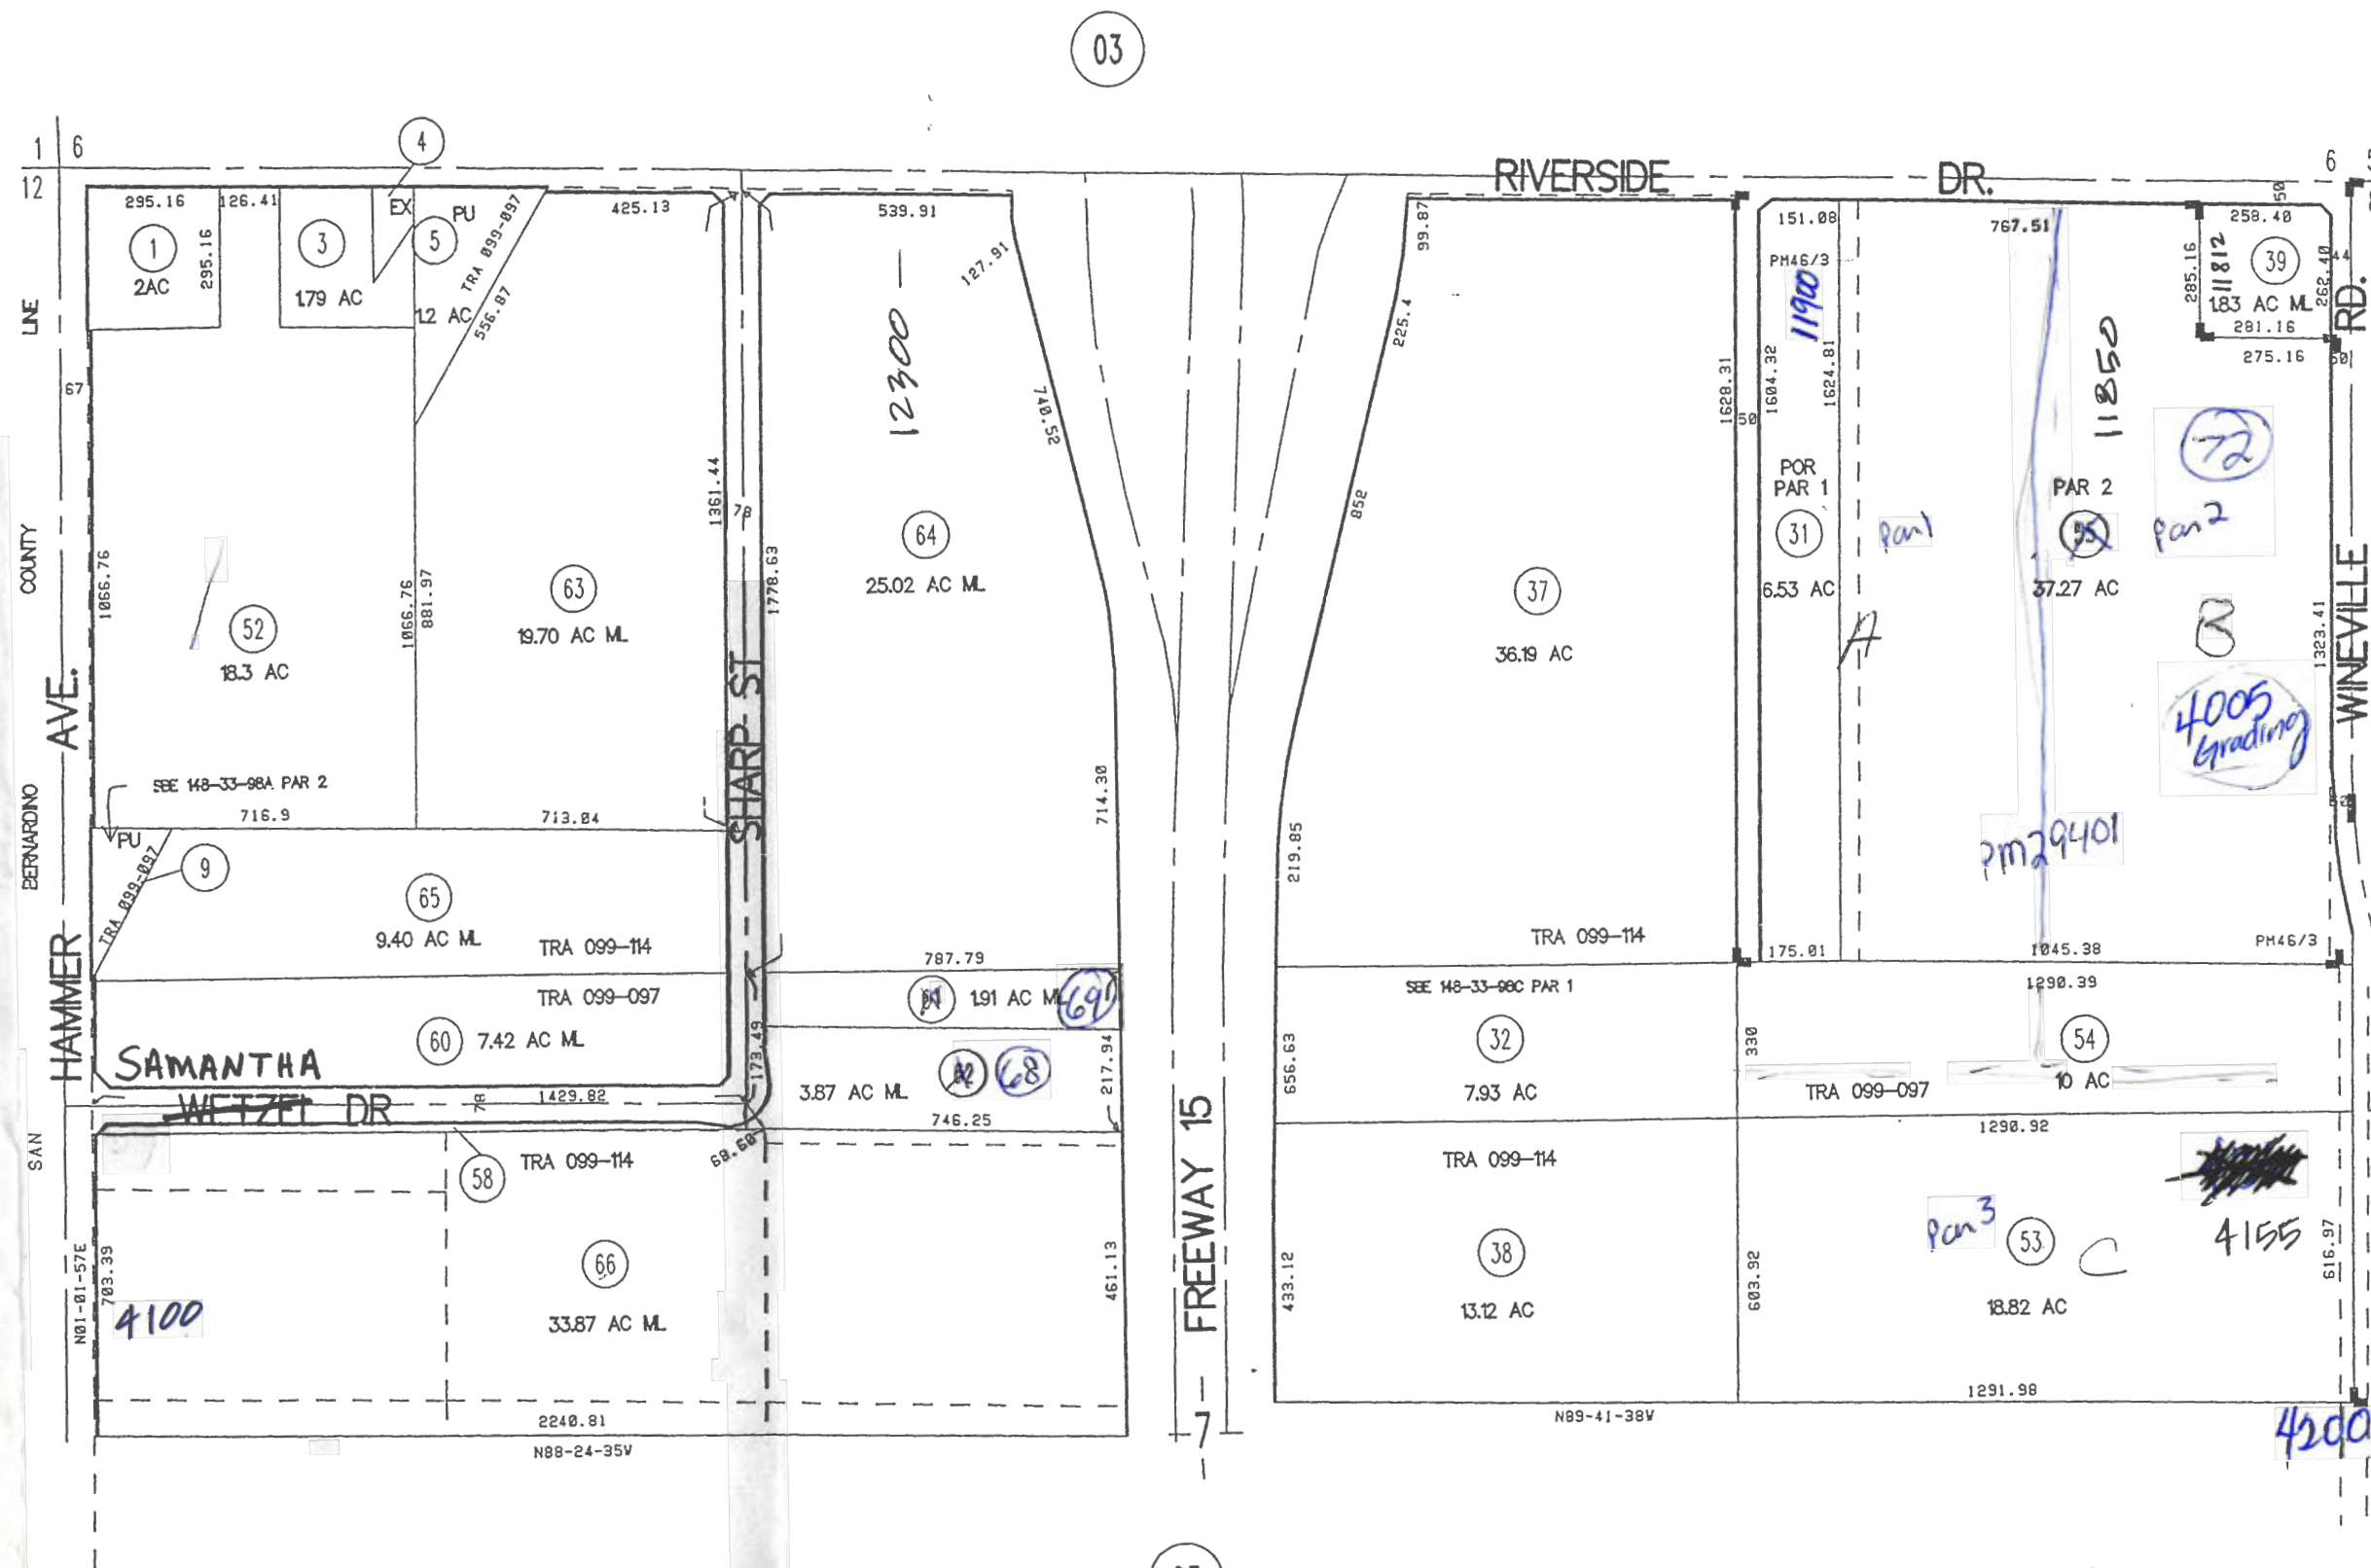 03
1 6
12
4
RIVERSIDE DR.
6
295.16
126.41
EX
PU
425.13
539.91
99.87
151.08
767.51
50
258.40
1
2AC
295.16
3
1.79 AC
5
1.2 AC
TRA 099-097
556.87
127.91
12300
740.52
225.4
852
PM46/3
11900
11850
285.16
11812
39
1.83 AC ML
262.40
44
281.16
275.16
RD.
LINE
67
COUNTY
1066.76
52
18.3 AC
1066.76
881.97
63
19.70 AC ML
1361.44
78
1778.63
64
25.02 AC ML
37
36.19 AC
1628.31
50
1604.32
1624.81
POR
PAR 1
31
6.53 AC
Par 1
A
PAR 2
37.27 AC
72
Par 2
B
4005
Grading
PM29401
1323.41
WINEVILLE
AVE.
SHARP ST
714.30
219.85
SBE 148-33-98A PAR 2
716.9
713.84
PU
TRA 099-097
9
BERNARDINO
65
9.40 AC ML
TRA 099-114
787.79
TRA 099-114
175.01
1045.38
PM46/3
HAMMER
TRA 099-097
60
7.42 AC ML
1.91 AC ML
69
173.49
3.87 AC ML
68
217.94
746.25
SBE 148-33-98C PAR 1
32
7.93 AC
656.63
330
1290.39
54
10 AC
TRA 099-097
SAMANTHA
WETZEL DR
78
1429.82
68.60
1290.92
SAN
58
TRA 099-114
FREEWAY 15
TRA 099-114
Par 3
53
C
4155
616.97
N01-01-57E
703.39
4100
66
33.87 AC ML
461.13
433.12
38
13.12 AC
603.92
18.82 AC
1291.98
2240.81
N88-24-35W
7
N89-41-38W
4200